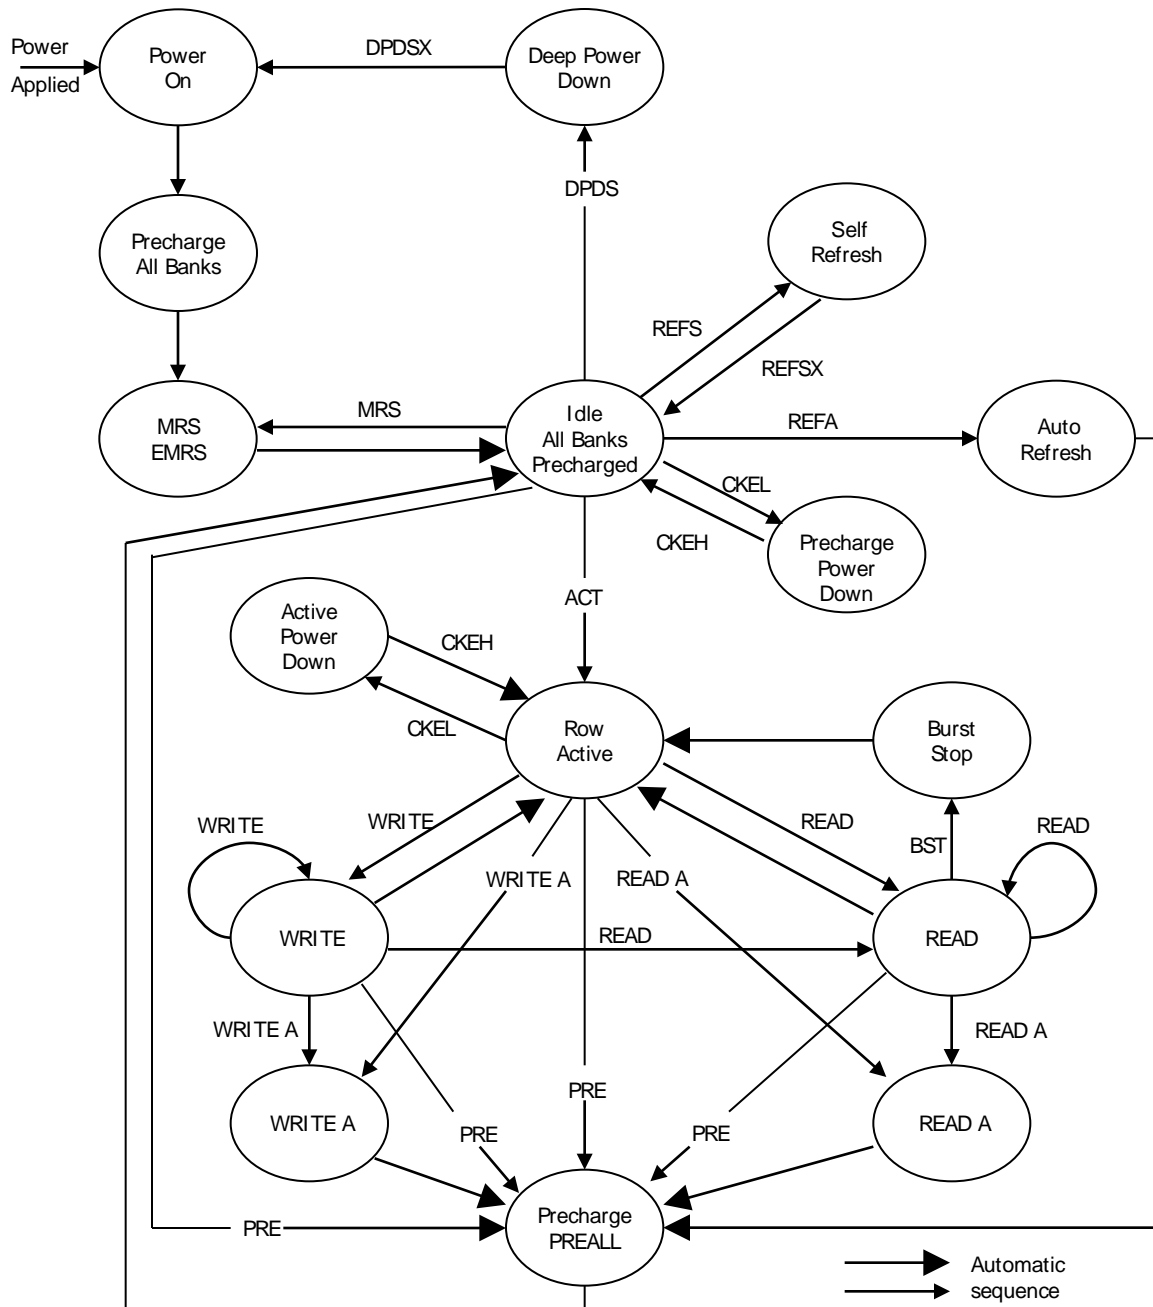 Power
Applied
Power
On
DPDSX
Deep Power
Down
DPDS
Precharge
All Banks
Self
Refresh
REFS
REFSX
MRS
EMRS
MRS
Idle
All Banks
Precharged
REFA
Auto
Refresh
CKEL
CKEH
Precharge
Power
Down
ACT
Active
Power
Down
CKEH
CKEL
Row
Active
Burst
Stop
WRITE
WRITE
READ
BST
READ
WRITE A
READ A
WRITE
READ
READ
WRITE A
READ A
PRE
WRITE A
PRE
PRE
READ A
PRE
Precharge
PREALL
Automatic
sequence